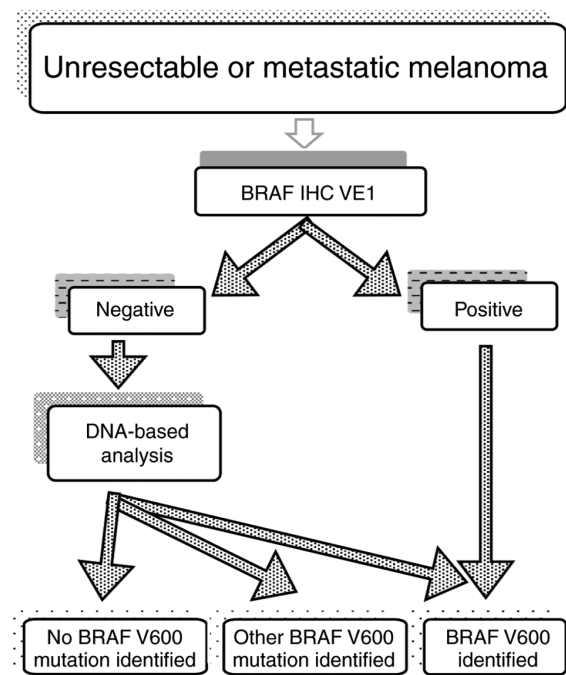 Unresectable or metastatic melanoma
BRAF IHC VE1
Negative
Positive
DNA-based
analysis
No BRAF V600
mutation identified
Other BRAF V600
mutation identified
BRAF V600
identified